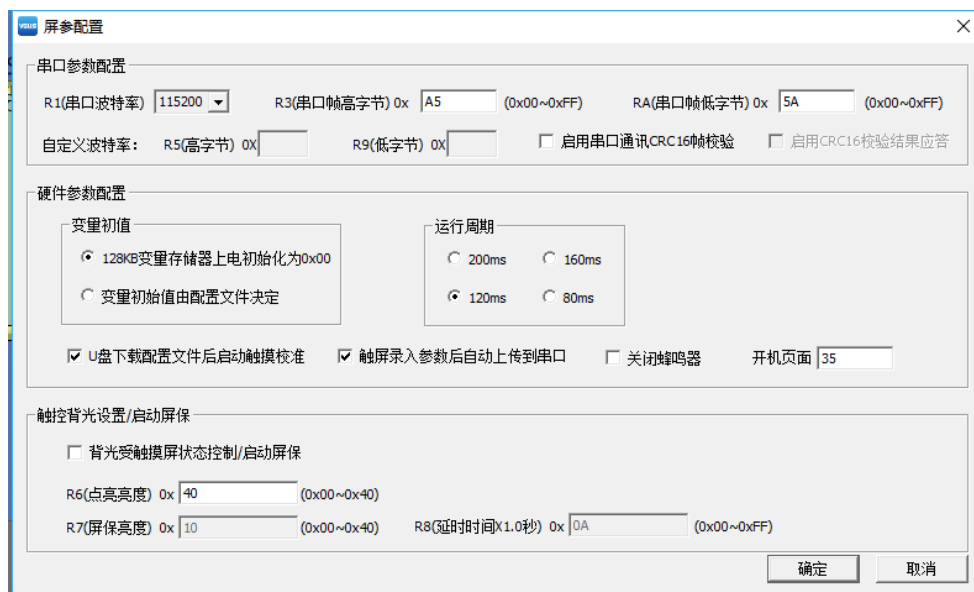 VGUS 屏参配置
串口参数配置
R1(串口波特率) 115200 R3(串口帧高字节) 0x A5 (0x00~0xFF) RA(串口帧低字节) 0x 5A (0x00~0xFF)
自定义波特率： R5(高字节) 0X R9(低字节) 0X 启用串口通讯CRC16帧校验 启用CRC16校验结果应答
硬件参数配置
变量初值 运行周期
128KB变量存储器上电初始化为0x00 200ms 160ms
变量初始值由配置文件决定 120ms 80ms
U盘下载配置文件后启动触摸校准 触屏录入参数后自动上传到串口 关闭蜂鸣器 开机页面 35
触控背光设置/启动屏保
背光受触摸屏状态控制/启动屏保
R6(点亮亮度) 0x 40 (0x00~0x40)
R7(屏保亮度) 0x 10 (0x00~0x40) R8(延时时间X1.0秒) 0x 0A (0x00~0xFF)
确定 取消